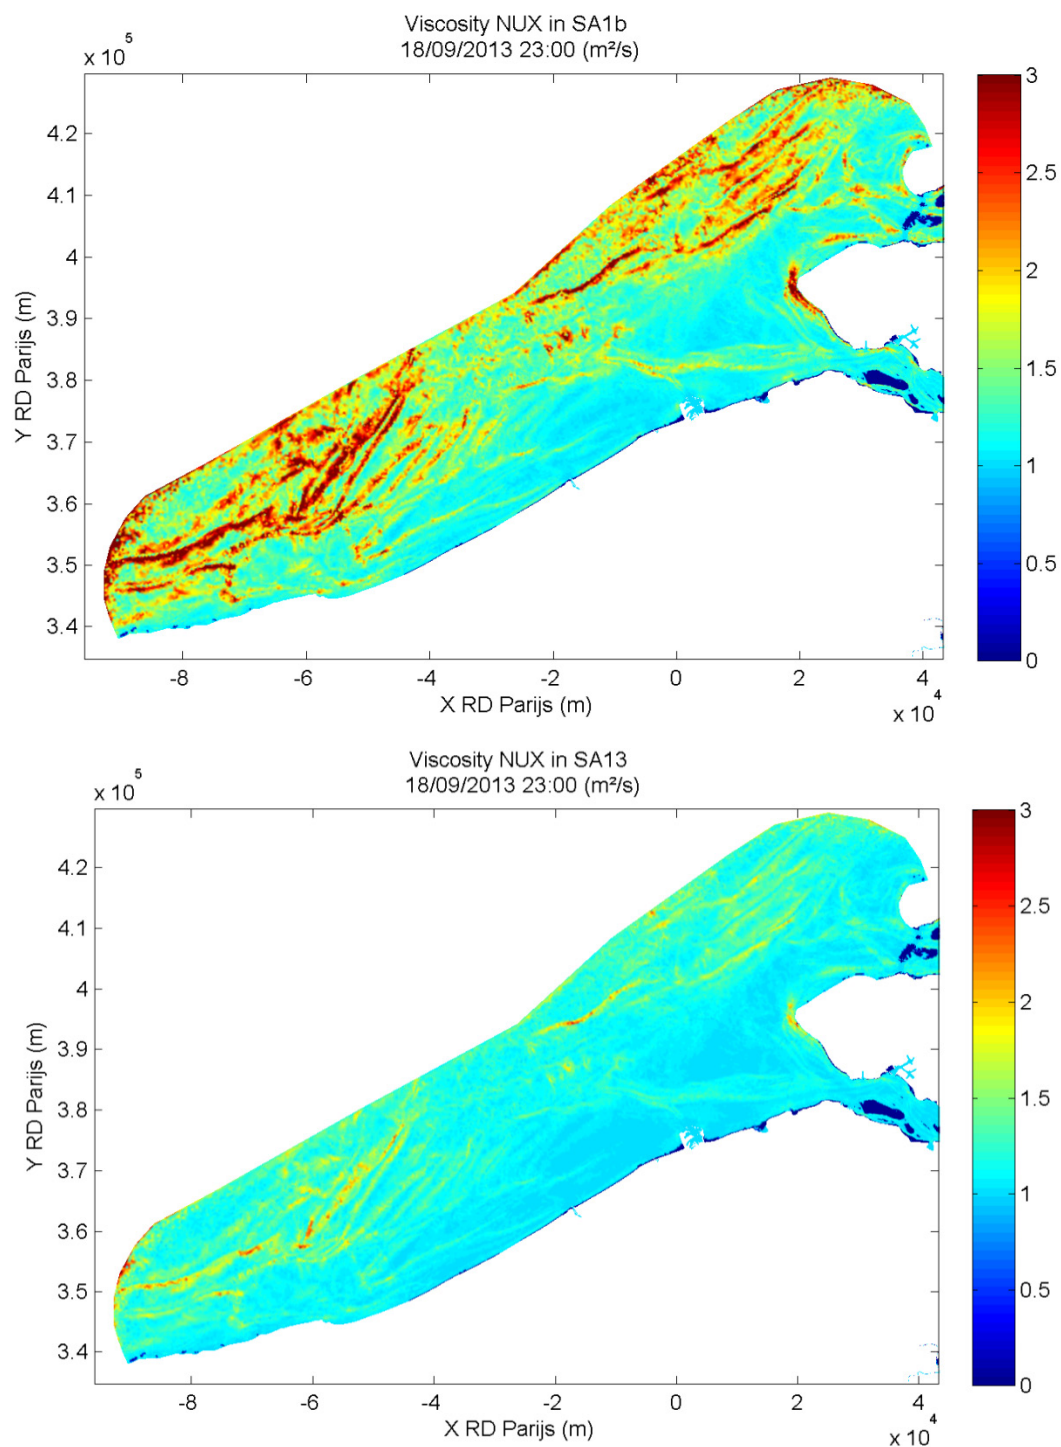 Viscosity NUX in SA1b
18/09/2013 23:00 (m²/s)
x 10^5
4.2
4.1
4
3.9
3.8
3.7
3.6
3.5
3.4
Y RD Parijs (m)
-8 -6 -4 -2 0 2 4
X RD Parijs (m)
x 10^4
3
2.5
2
1.5
1
0.5
0
Viscosity NUX in SA13
18/09/2013 23:00 (m²/s)
x 10^5
4.2
4.1
4
3.9
3.8
3.7
3.6
3.5
3.4
Y RD Parijs (m)
-8 -6 -4 -2 0 2 4
X RD Parijs (m)
x 10^4
3
2.5
2
1.5
1
0.5
0